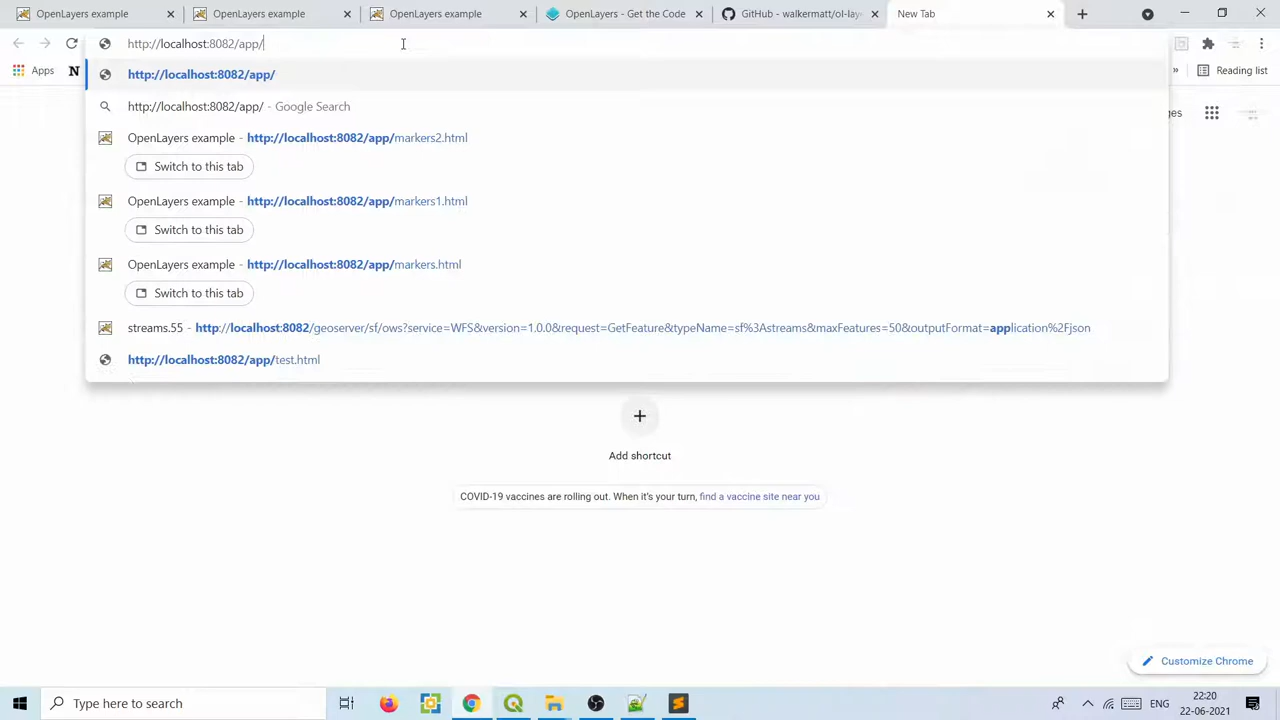 OpenLayers example
OpenLayers example
OpenLayers example
OpenLayers - Get the Code
GitHub - walkermatt/ol-lay
New Tab
http://localhost:8082/app/
Apps
N
»
Reading list
http://localhost:8082/app/
http://localhost:8082/app/ - Google Search
ges
OpenLayers example - http://localhost:8082/app/markers2.html
Switch to this tab
OpenLayers example - http://localhost:8082/app/markers1.html
Switch to this tab
OpenLayers example - http://localhost:8082/app/markers.html
Switch to this tab
streams.55 - http://localhost:8082/geoserver/sf/ows?service=WFS&version=1.0.0&request=GetFeature&typeName=sf%3Astreams&maxFeatures=50&outputFormat=application%2Fjson
http://localhost:8082/app/test.html
Add shortcut
COVID-19 vaccines are rolling out. When it's your turn, find a vaccine site near you
Customize Chrome
Type here to search
ENG
22:20
22-06-2021